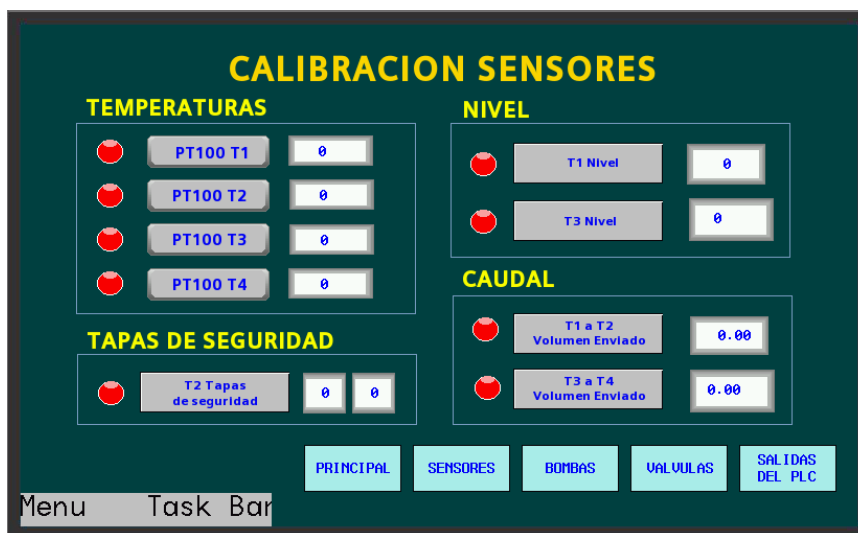 CALIBRACION SENSORES
TEMPERATURAS
PT100 T1
0
PT100 T2
0
PT100 T3
0
PT100 T4
0
TAPAS DE SEGURIDAD
T2 Tapas
de seguridad
0
0
NIVEL
T1 Nivel
0
T3 Nivel
0
CAUDAL
T1 a T2
Volumen Enviado
0.00
T3 a T4
Volumen Enviado
0.00
PRINCIPAL
SENSORES
BOMBAS
VALVULAS
SALIDAS
DEL PLC
Menu
Task Bar